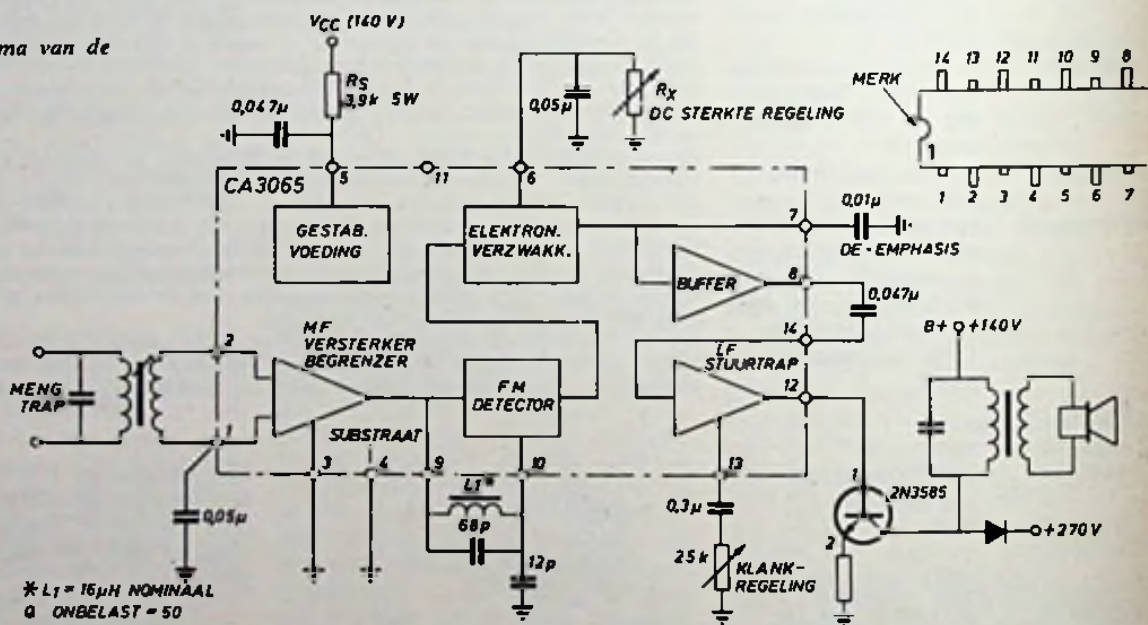 ma van de
VCC (140 V)
RS
3,9k 5W
0,047µ
0,05µ
RX
DC STERKTE REGELING
MERK
14 13 12 11 10 9 8
1
1 2 3 4 5 6 7
5
11
6
CA3065
GESTAB.
VOEDING
ELEKTRON.
VERZWAKK.
7
0,01µ
DE-EMPHASIS
BUFFER
8
0,047µ
14
MF
VERSTERKER
BEGRENZER
LF
STUURTRAP
12
B+ +140V
2
MENG
TRAP
FM
DETECTOR
1
SUBSTRAAT
3
4
9
10
13
1
2N3585
L1*
68p
0,3µ
0,05µ
12p
25k
KLANK-
REGELING
2
+270V
* L1 = 16µH NOMINAAL
Q ONBELAST = 50